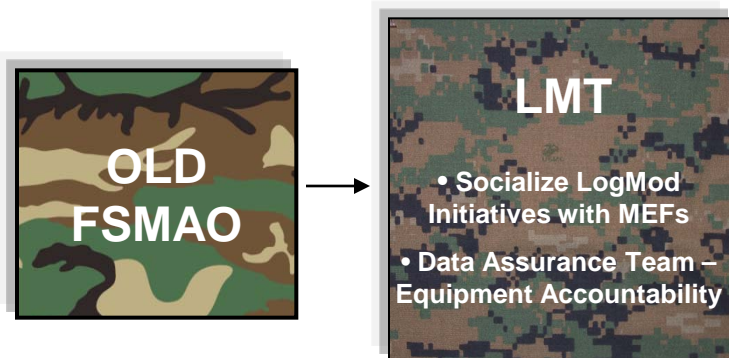 OLD
FSMAO
LMT
• Socialize LogMod
Initiatives with MEFs
• Data Assurance Team –
Equipment Accountability